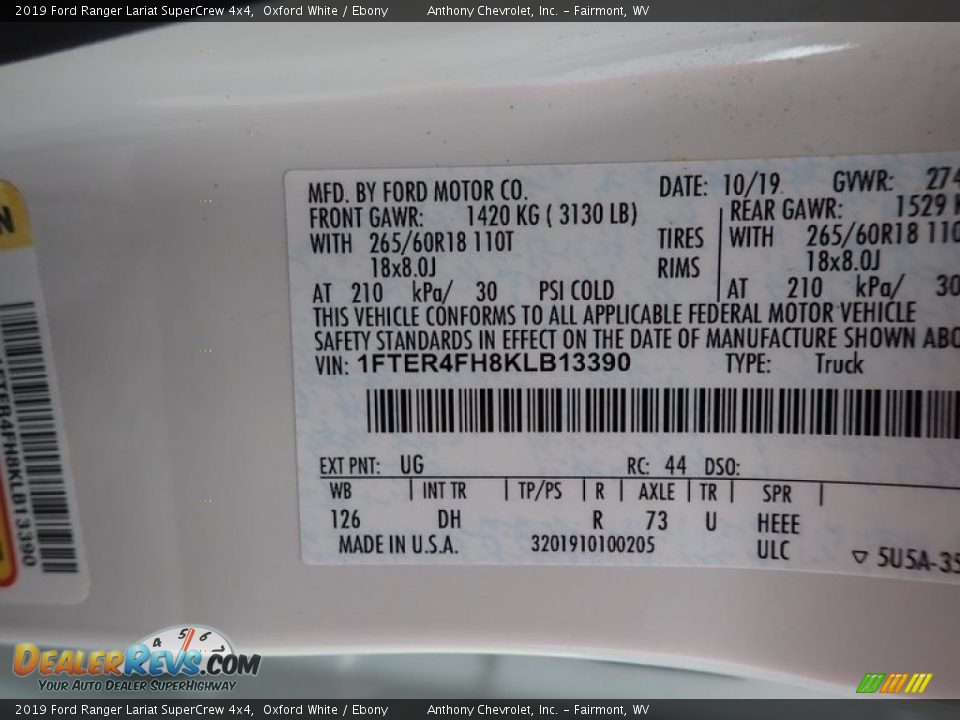 2019 Ford Ranger Lariat SuperCrew 4x4, Oxford White / Ebony Anthony Chevrolet, Inc. – Fairmont, WV
MFD. BY FORD MOTOR CO. DATE: 10/19 GVWR: 274
FRONT GAWR: 1420 KG ( 3130 LB) REAR GAWR: 1529 K
WITH 265/60R18 110T TIRES WITH 265/60R18 110
18x8.0J RIMS 18x8.0J
AT 210 kPa/ 30 PSI COLD AT 210 kPa/ 30
THIS VEHICLE CONFORMS TO ALL APPLICABLE FEDERAL MOTOR VEHICLE
SAFETY STANDARDS IN EFFECT ON THE DATE OF MANUFACTURE SHOWN ABO
VIN: 1FTER4FH8KLB13390 TYPE: Truck
EXT PNT: UG RC: 44 DSO:
WB INT TR TP/PS R AXLE TR SPR
126 DH R 73 U HEEE
MADE IN U.S.A. 3201910100205 ULC 5U5A-35
N
FTER4FH8KLB13390
4 5 6
DEALERREVS.COM
YOUR AUTO DEALER SUPERHIGHWAY
2019 Ford Ranger Lariat SuperCrew 4x4, Oxford White / Ebony Anthony Chevrolet, Inc. – Fairmont, WV